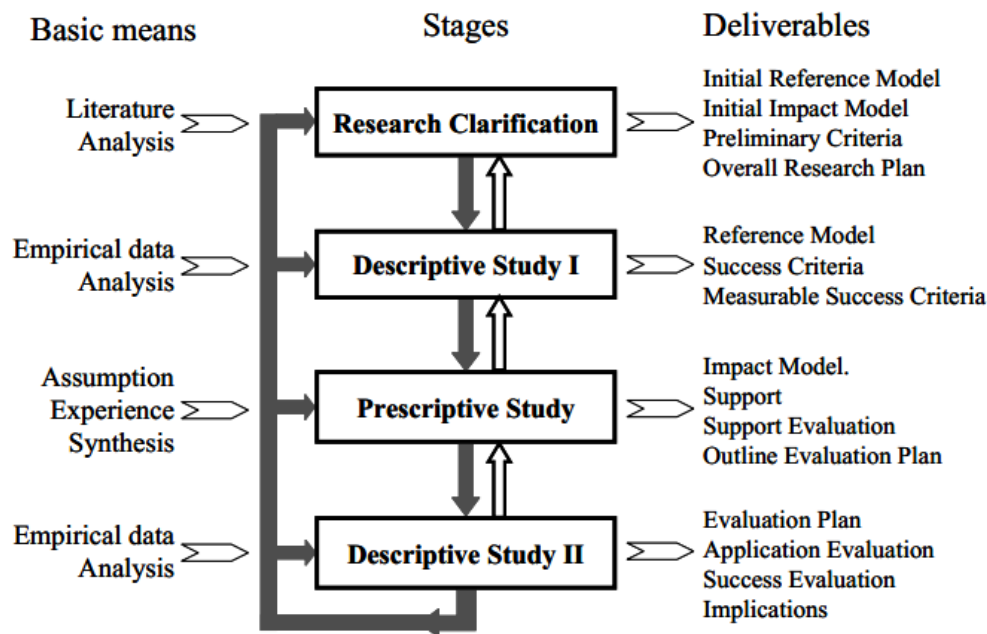 Basic means
Stages
Deliverables
Literature
Analysis
Research Clarification
Initial Reference Model
Initial Impact Model
Preliminary Criteria
Overall Research Plan
Empirical data
Analysis
Descriptive Study I
Reference Model
Success Criteria
Measurable Success Criteria
Assumption
Experience
Synthesis
Prescriptive Study
Impact Model.
Support
Support Evaluation
Outline Evaluation Plan
Empirical data
Analysis
Descriptive Study II
Evaluation Plan
Application Evaluation
Success Evaluation
Implications